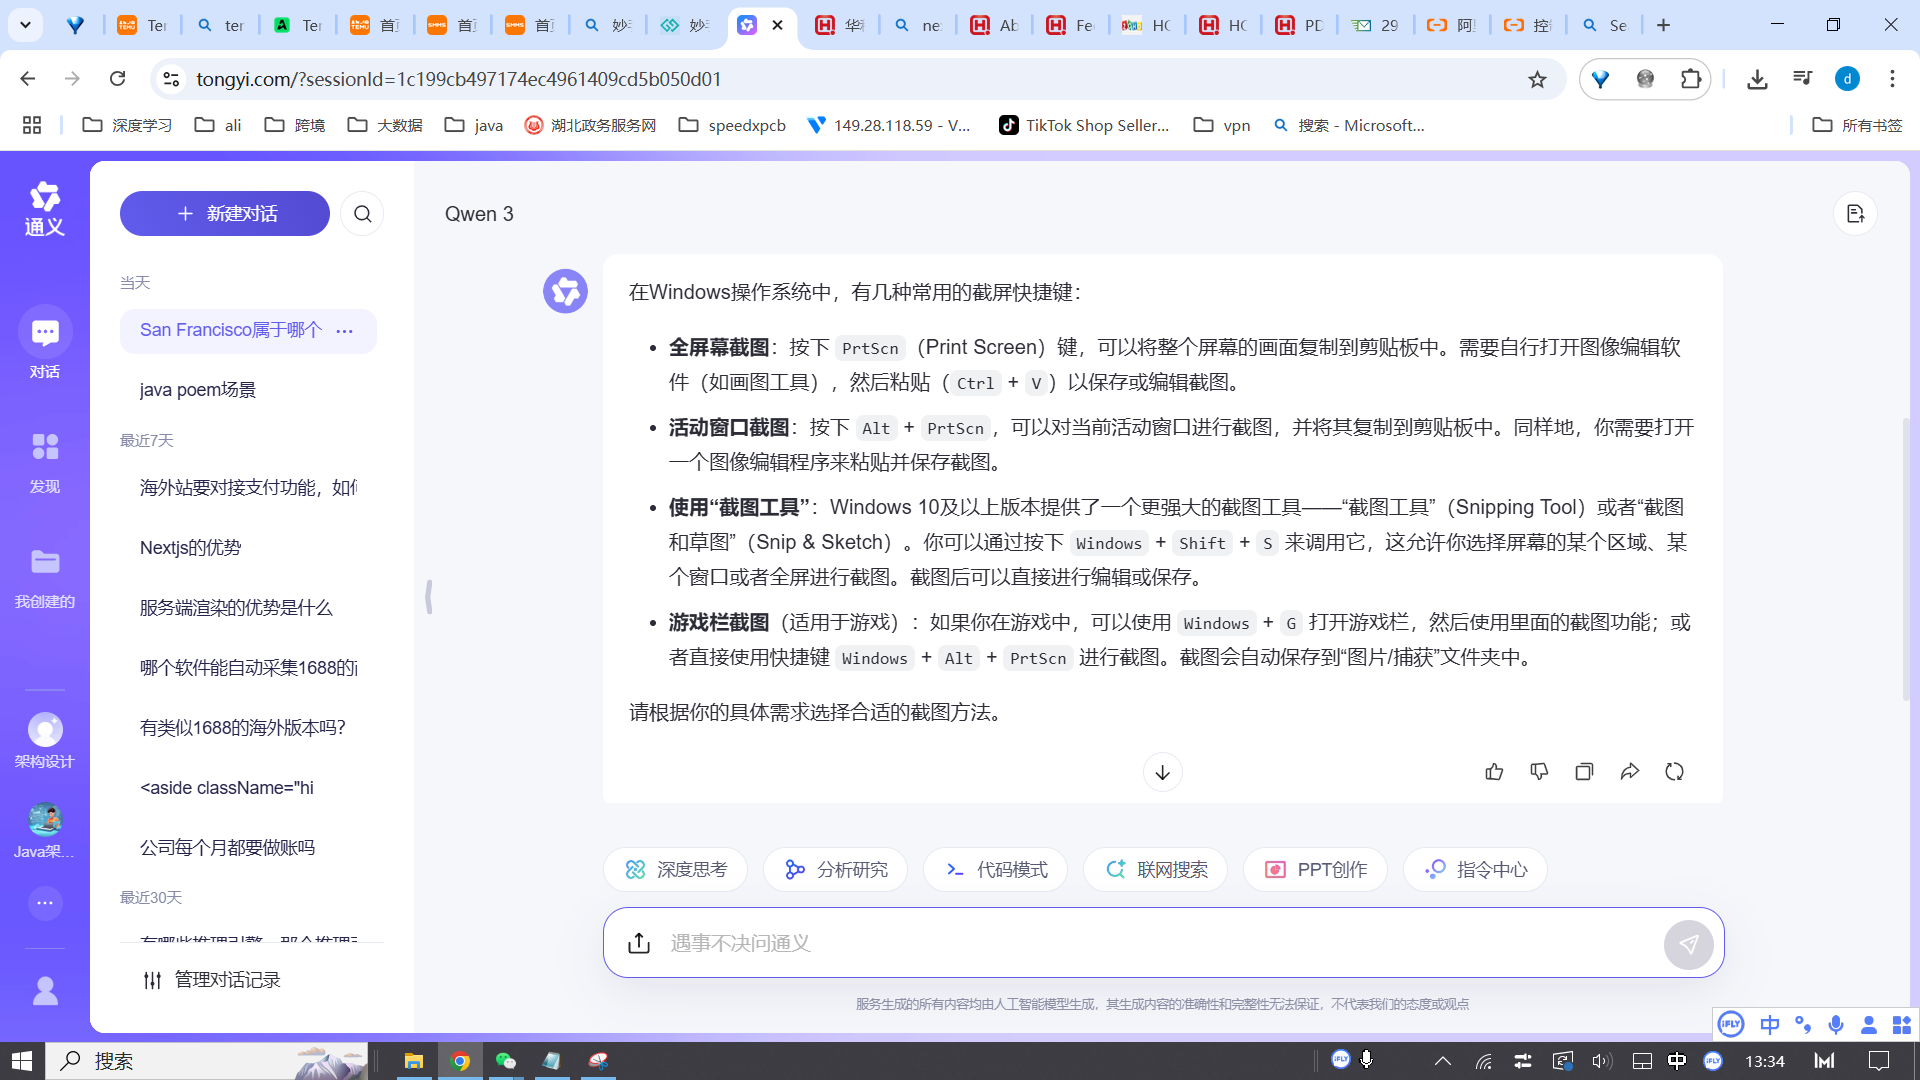 Ter
ter
Ter
首页
首页
首页
妙手
妙手
华秋
ne
Ab
Fe
HC
HC
PD
29
阿里
控制
Se
tongyi.com/?sessionId=1c199cb497174ec4961409cd5b050d01
d
深度学习
ali
跨境
大数据
java
湖北政务服务网
speedxpcb
149.28.118.59 - V...
TikTok Shop Seller...
vpn
搜索 - Microsoft...
所有书签
通义
对话
发现
我创建的
架构设计
Java架...
新建对话
当天
San Francisco属于哪个
java poem场景
最近7天
海外站要对接支付功能，如
Nextjs的优势
服务端渲染的优势是什么
哪个软件能自动采集1688的
有类似1688的海外版本吗?
<aside className="hi
公司每个月都要做账吗
最近30天
管理对话记录
Qwen 3
在Windows操作系统中，有几种常用的截屏快捷键：
全屏幕截图：按下 PrtScn（Print Screen）键，可以将整个屏幕的画面复制到剪贴板中。需要自行打开图像编辑软
件（如画图工具），然后粘贴（Ctrl + V）以保存或编辑截图。
活动窗口截图：按下 Alt + PrtScn，可以对当前活动窗口进行截图，并将其复制到剪贴板中。同样地，你需要打开
一个图像编辑程序来粘贴并保存截图。
使用“截图工具”：Windows 10及以上版本提供了一个更强大的截图工具——“截图工具”（Snipping Tool）或者“截图
和草图”（Snip & Sketch）。你可以通过按下 Windows + Shift + S 来调用它，这允许你选择屏幕的某个区域、某
个窗口或者全屏进行截图。截图后可以直接进行编辑或保存。
游戏栏截图（适用于游戏）：如果你在游戏中，可以使用 Windows + G 打开游戏栏，然后使用里面的截图功能；或
者直接使用快捷键 Windows + Alt + PrtScn 进行截图。截图会自动保存到“图片/捕获”文件夹中。
请根据你的具体需求选择合适的截图方法。
深度思考
分析研究
代码模式
联网搜索
PPT创作
指令中心
遇事不决问通义
服务生成的所有内容均由人工智能模型生成，其生成内容的准确性和完整性无法保证，不代表我们的态度或观点
iFLY
中
搜索
中
13:34